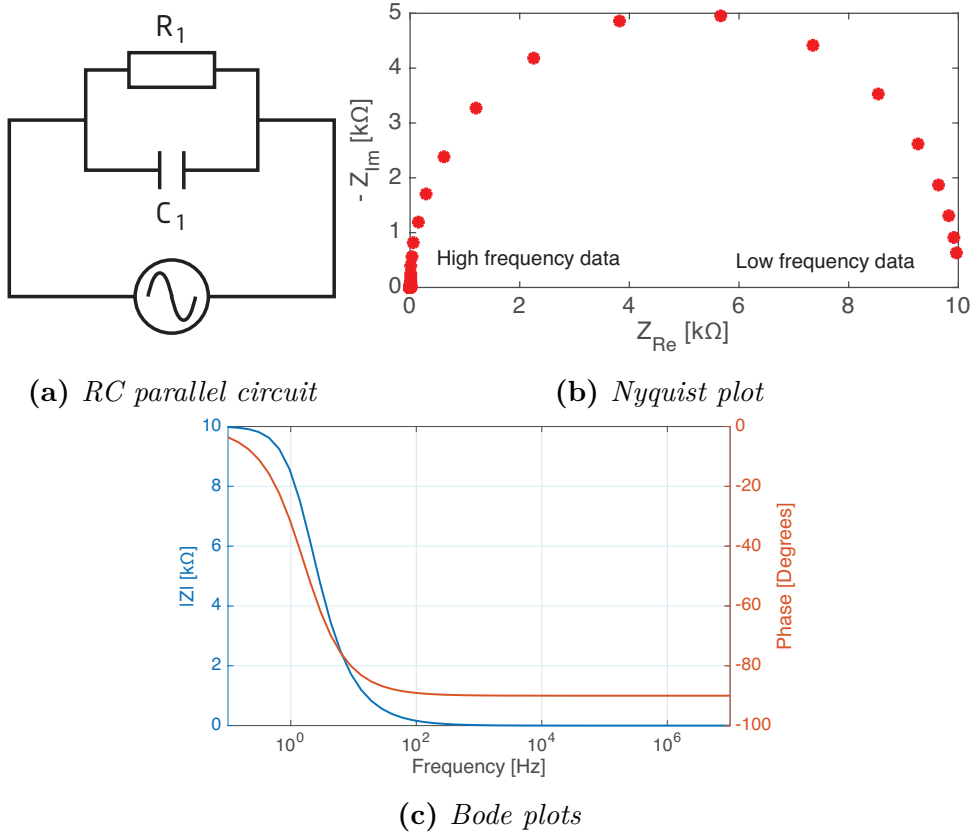 R1
C1
5
4
3
2
1
0
- ZIm [kΩ]
High frequency data
Low frequency data
0
2
4
6
8
10
ZRe [kΩ]
(a) RC parallel circuit
(b) Nyquist plot
10
8
6
4
2
0
|Z| [kΩ]
0
-20
-40
-60
-80
-100
Phase [Degrees]
10^0
10^2
10^4
10^6
Frequency [Hz]
(c) Bode plots